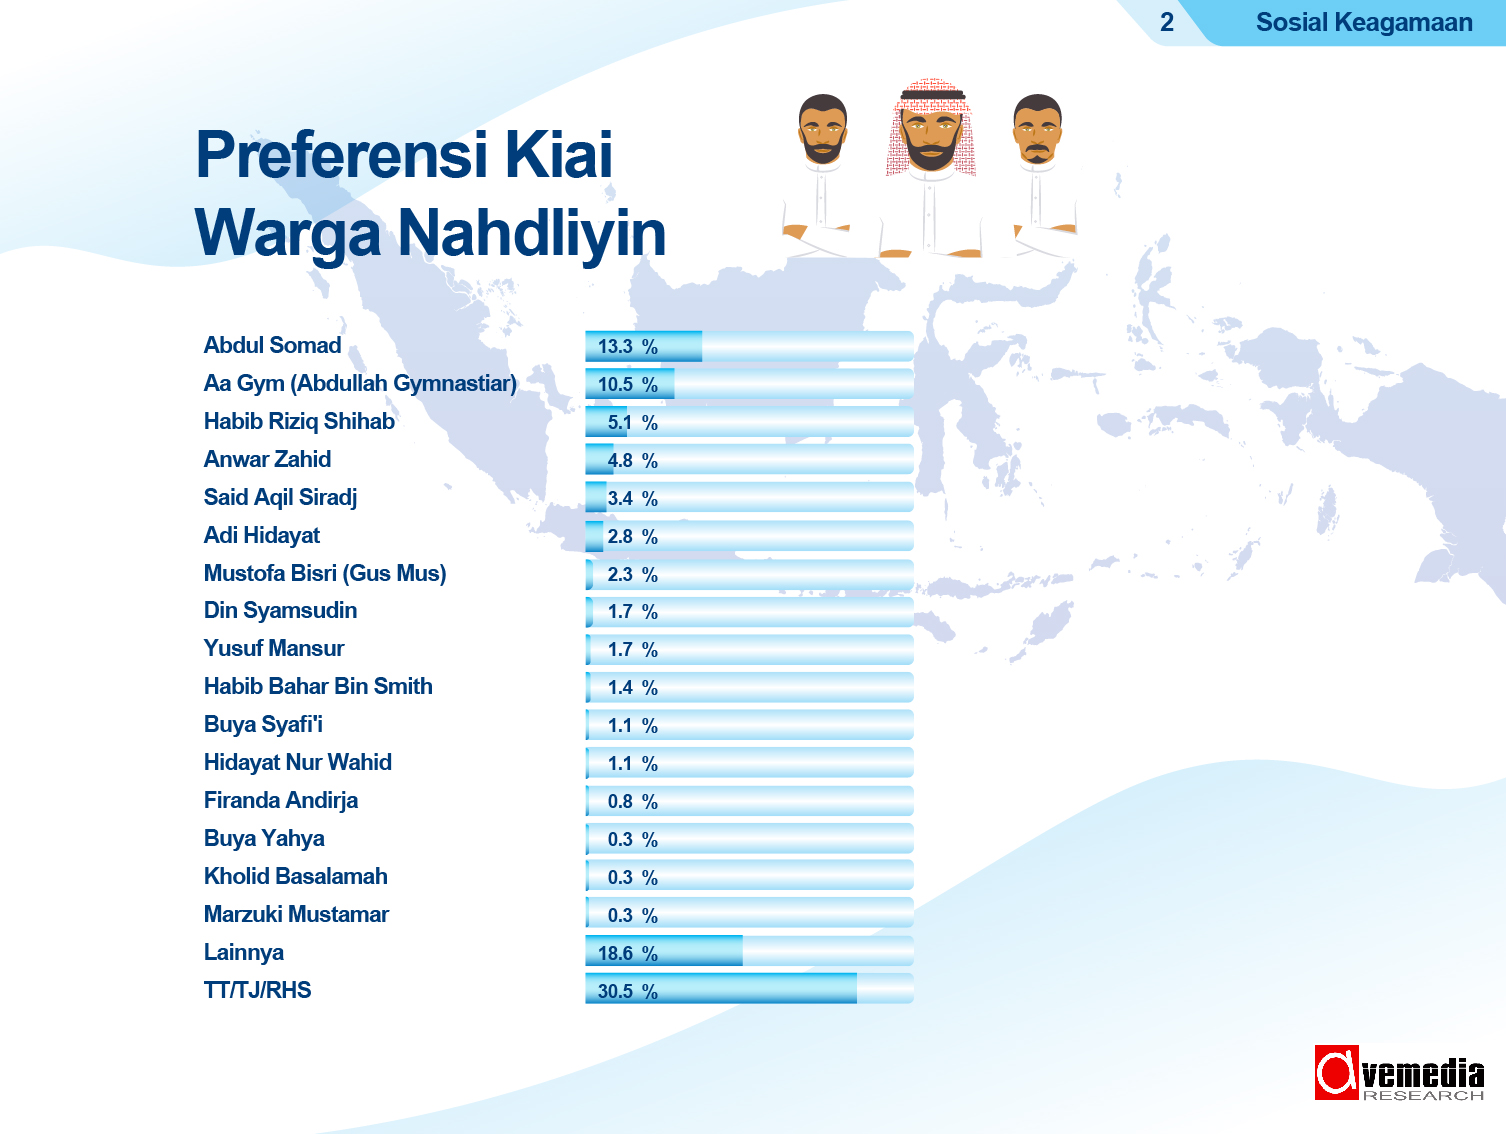 2 Sosial Keagamaan
Preferensi Kiai
Warga Nahdliyin
Abdul Somad 13.3 %
Aa Gym (Abdullah Gymnastiar) 10.5 %
Habib Riziq Shihab 5.1 %
Anwar Zahid 4.8 %
Said Aqil Siradj 3.4 %
Adi Hidayat 2.8 %
Mustofa Bisri (Gus Mus) 2.3 %
Din Syamsudin 1.7 %
Yusuf Mansur 1.7 %
Habib Bahar Bin Smith 1.4 %
Buya Syafi'i 1.1 %
Hidayat Nur Wahid 1.1 %
Firanda Andirja 0.8 %
Buya Yahya 0.3 %
Kholid Basalamah 0.3 %
Marzuki Mustamar 0.3 %
Lainnya 18.6 %
TT/TJ/RHS 30.5 %
avemedia
RESEARCH